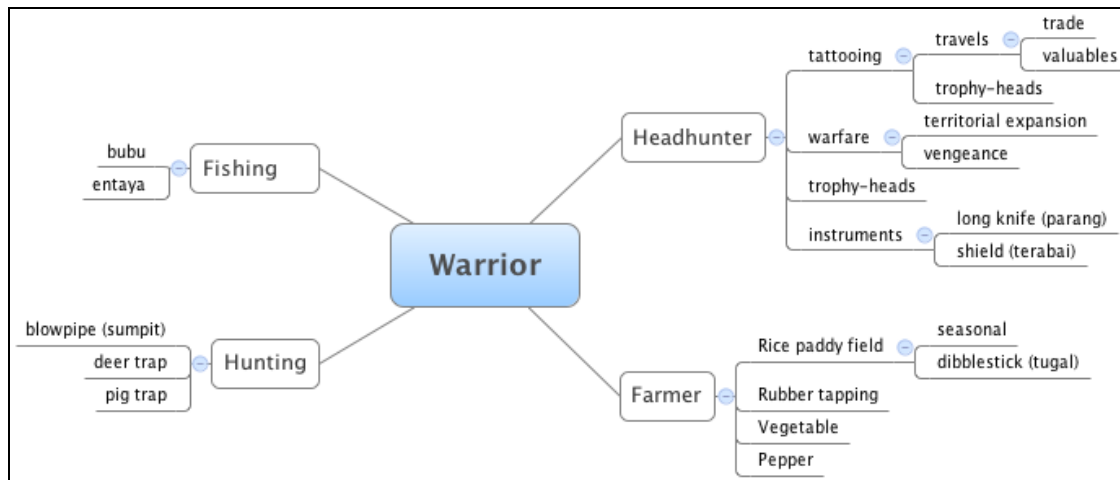 Warrior
Headhunter
tattooing
travels
trade
valuables
trophy-heads
warfare
territorial expansion
vengeance
trophy-heads
instruments
long knife (parang)
shield (terabai)
Farmer
Rice paddy field
seasonal
dibblestick (tugal)
Rubber tapping
Vegetable
Pepper
Fishing
bubu
entaya
Hunting
blowpipe (sumpit)
deer trap
pig trap